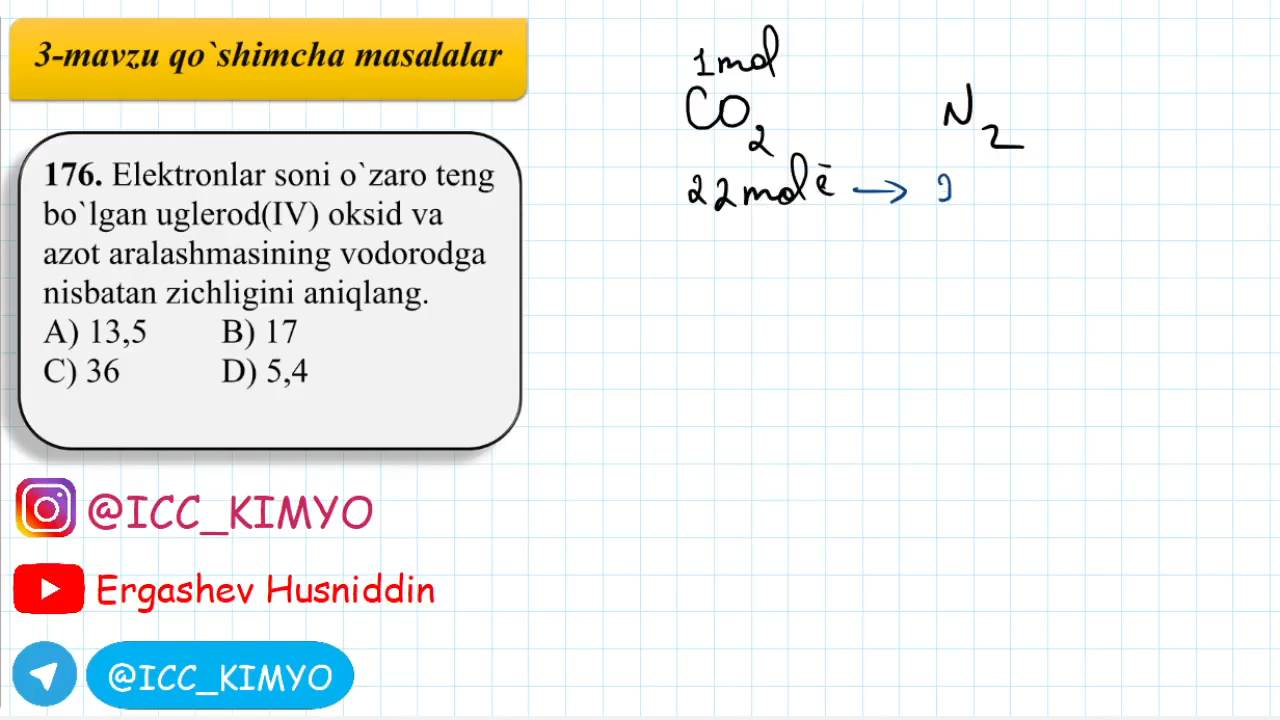 3-mavzu qo`shimcha masalalar
176. Elektronlar soni o`zaro teng
bo`lgan uglerod(IV) oksid va
azot aralashmasining vodorodga
nisbatan zichligini aniqlang.
A) 13,5 B) 17
C) 36 D) 5,4
@ICC_KIMYO
Ergashev Husniddin
@ICC_KIMYO
1mol
CO2 N2
22mol ē →